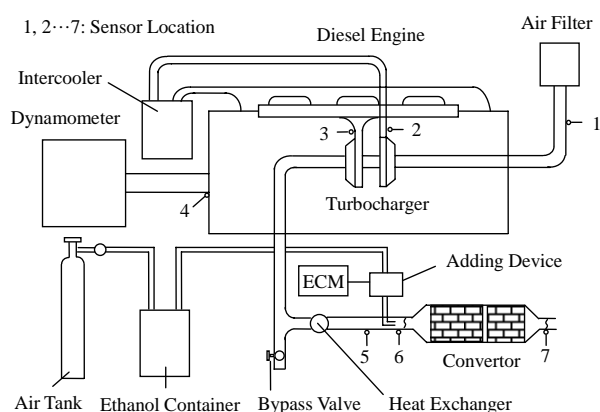 1, 2···7: Sensor Location
Diesel Engine
Air Filter
Intercooler
Dynamometer
1
3
2
4
Turbocharger
ECM
Adding Device
5
6
7
Convertor
Air Tank
Ethanol Container
Bypass Valve
Heat Exchanger